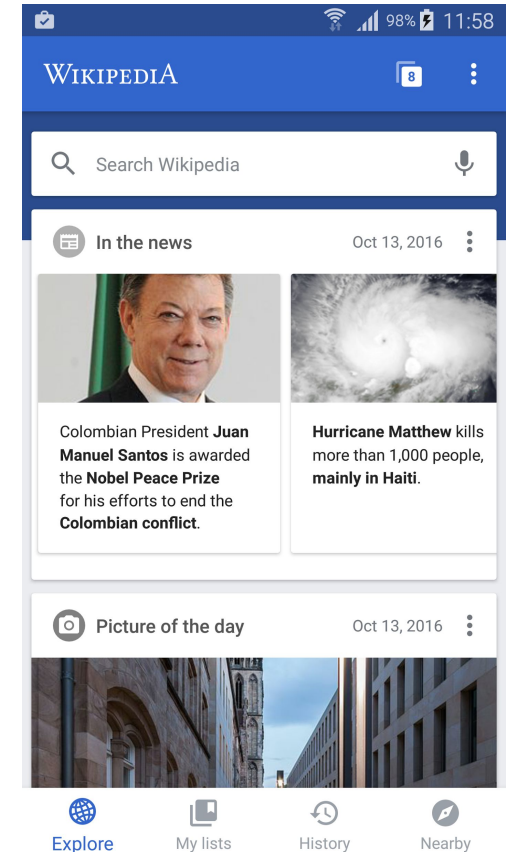 98% 11:58
WIKIPEDIA
8
Search Wikipedia
In the news
Oct 13, 2016
Colombian President Juan
Manuel Santos is awarded
the Nobel Peace Prize
for his efforts to end the
Colombian conflict.
Hurricane Matthew kills
more than 1,000 people,
mainly in Haiti.
Picture of the day
Oct 13, 2016
Explore
My lists
History
Nearby